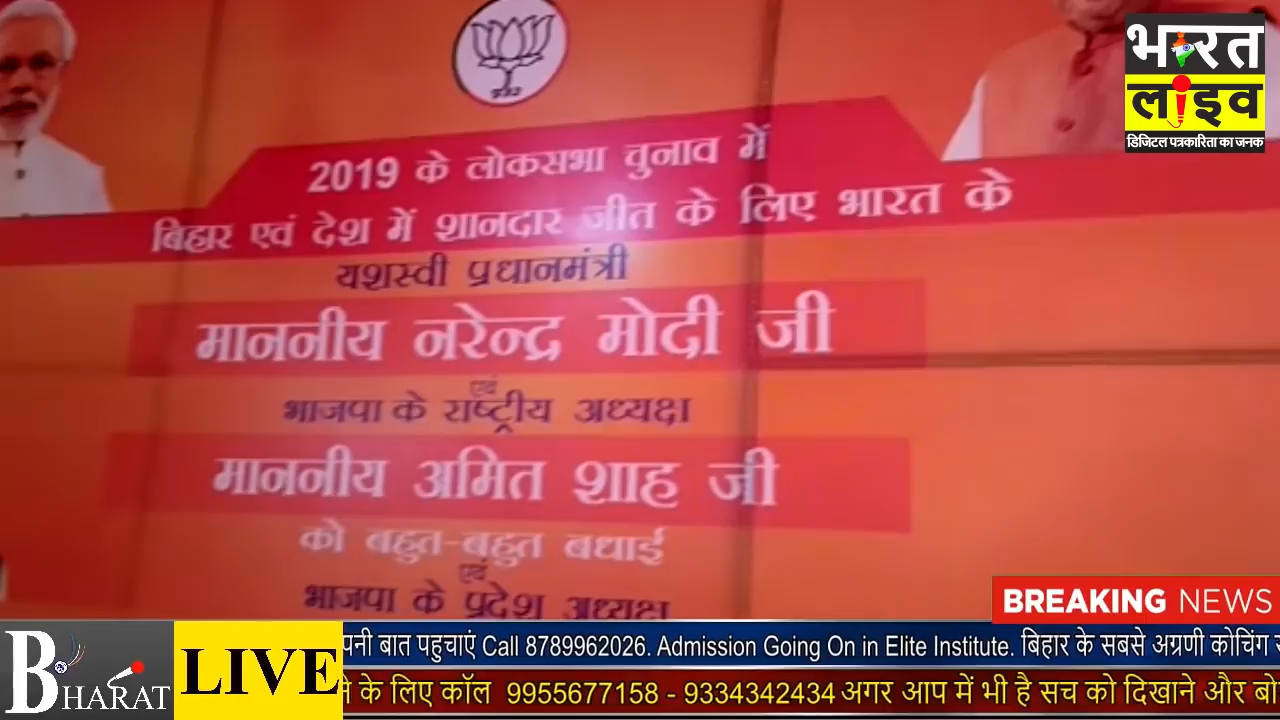 भारत
लाइव
डिजिटल पत्रकारिता का जनक
2019 के लोकसभा चुनाव में
बिहार एवं देश में शानदार जीत के लिए भारत के
यशस्वी प्रधानमंत्री
माननीय नरेन्द्र मोदी जी
एवं
भाजपा के राष्ट्रीय अध्यक्ष
माननीय अमित शाह जी
को बहुत-बहुत बधाई
एवं
भाजपा के प्रदेश अध्यक्ष
BREAKING NEWS
BHARAT LIVE
बात पहुचाएं Call 8789962026. Admission Going On in Elite Institute. बिहार के सबसे अग्रणी कोचिंग
के लिए कॉल 9955677158 - 9334342434 अगर आप में भी है सच को दिखाने और